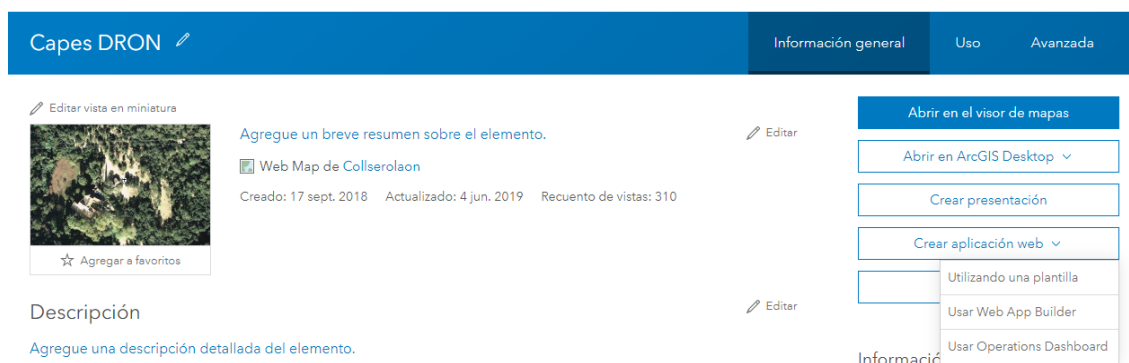 Capes DRON
Información general
Uso
Avanzada
Editar vista en miniatura
Agregue un breve resumen sobre el elemento.
Editar
Web Map de Collserolaon
Creado: 17 sept. 2018 Actualizado: 4 jun. 2019 Recuento de vistas: 310
Agregar a favoritos
Descripción
Editar
Agregue una descripción detallada del elemento.
Abrir en el visor de mapas
Abrir en ArcGIS Desktop
Crear presentación
Crear aplicación web
Utilizando una plantilla
Usar Web App Builder
Usar Operations Dashboard